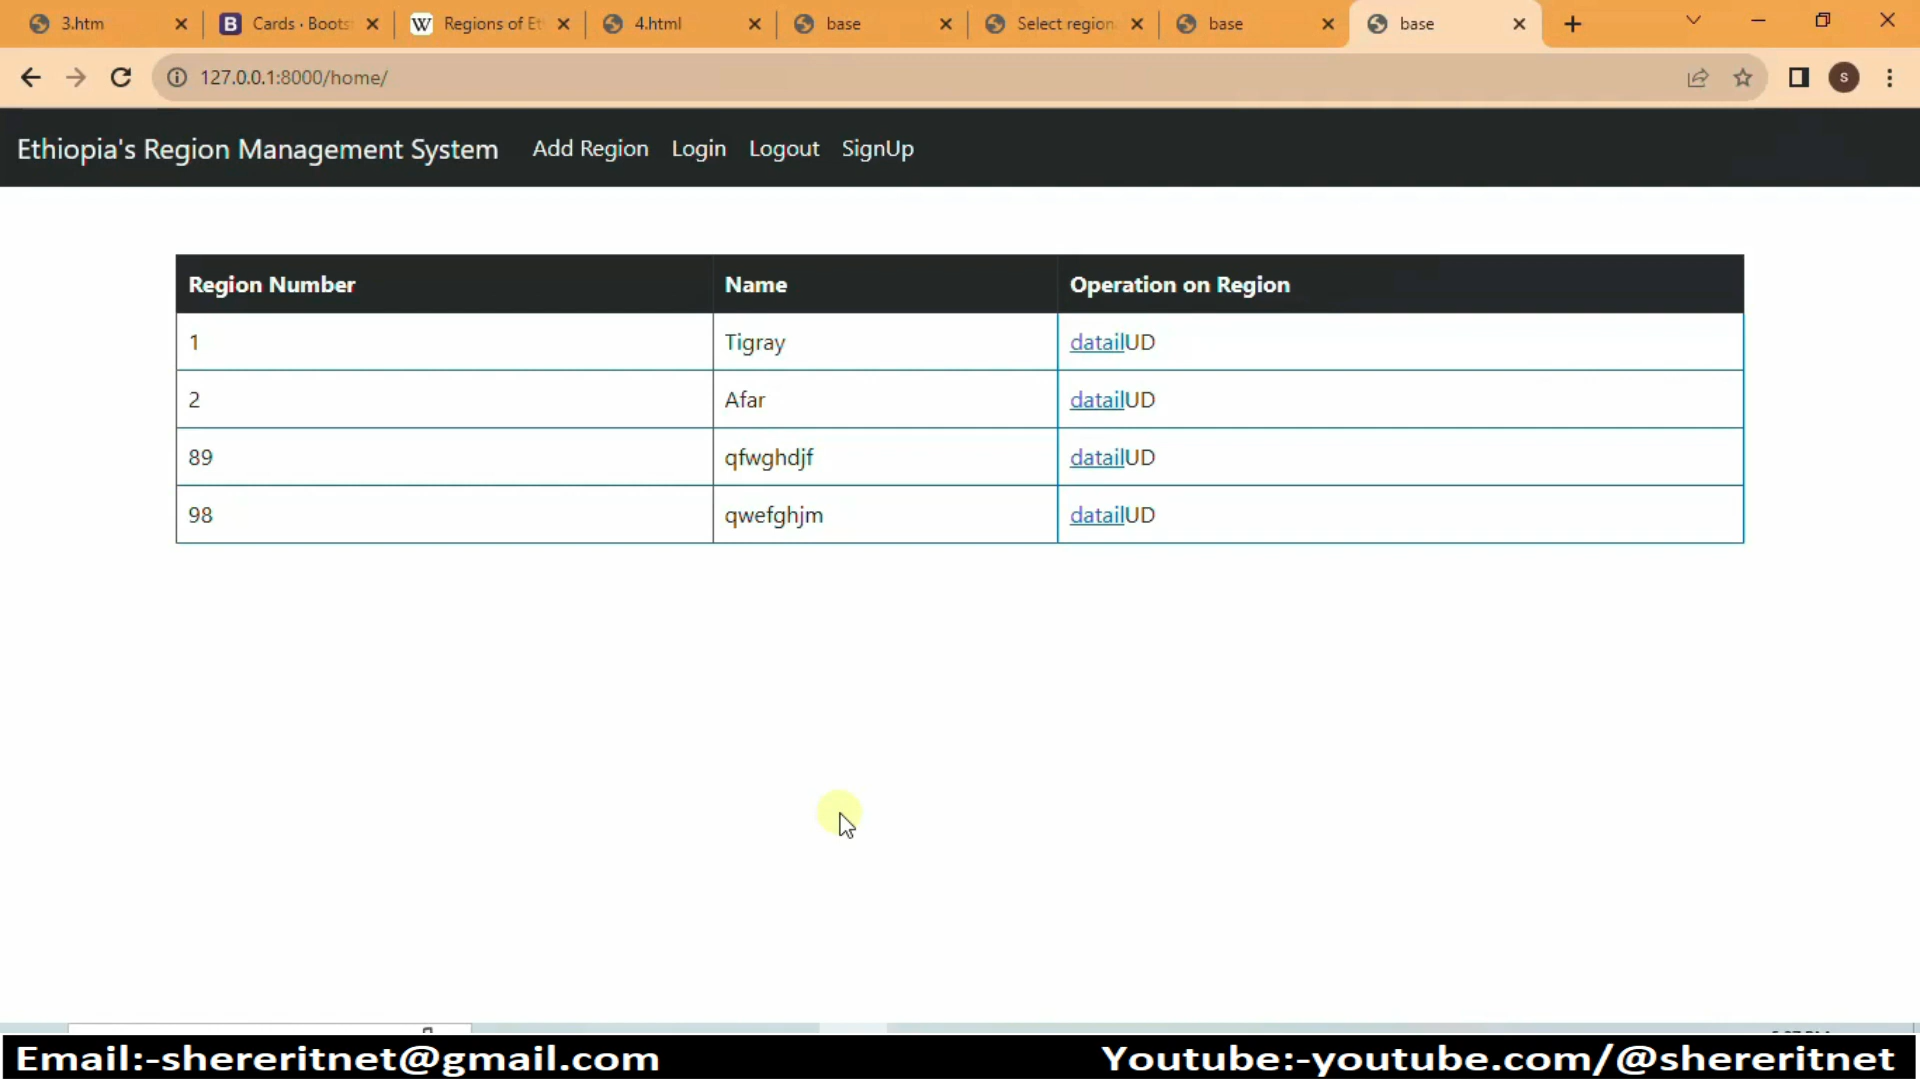 3.htm
Cards · Boots
Regions of Et
4.html
base
Select region
base
base
127.0.0.1:8000/home/
S
Ethiopia's Region Management System Add Region Login Logout SignUp
Region Number Name Operation on Region
1 Tigray datailUD
2 Afar datailUD
89 qfwghdjf datailUD
98 qwefghjm datailUD
Email:-shereritnet@gmail.com
Youtube:-youtube.com/@shereritnet